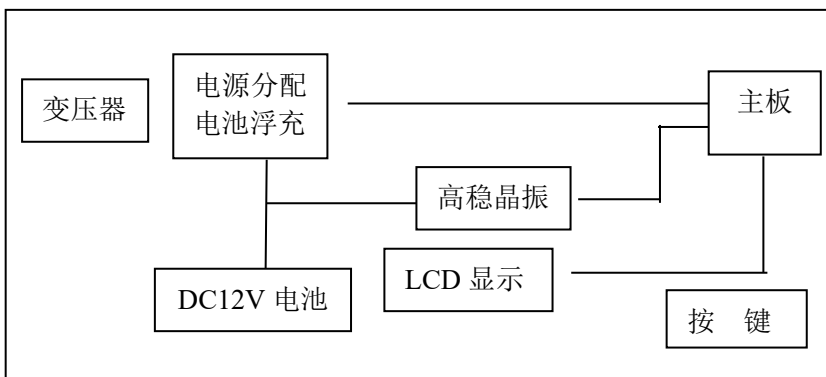 变压器
电源分配
电池浮充
主板
高稳晶振
DC12V 电池
LCD 显示
按 键